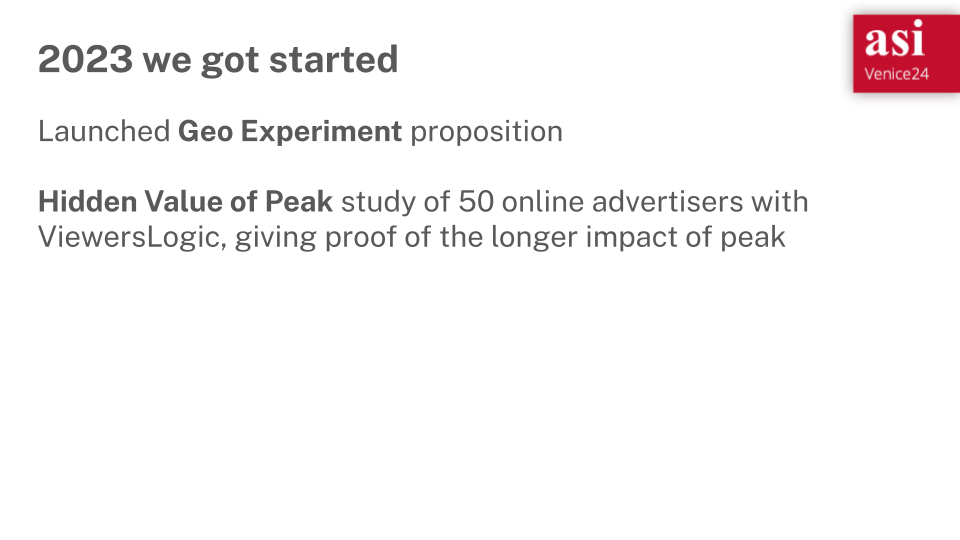 2023 we got started
asi
Venice24
Launched Geo Experiment proposition
Hidden Value of Peak study of 50 online advertisers with
ViewersLogic, giving proof of the longer impact of peak